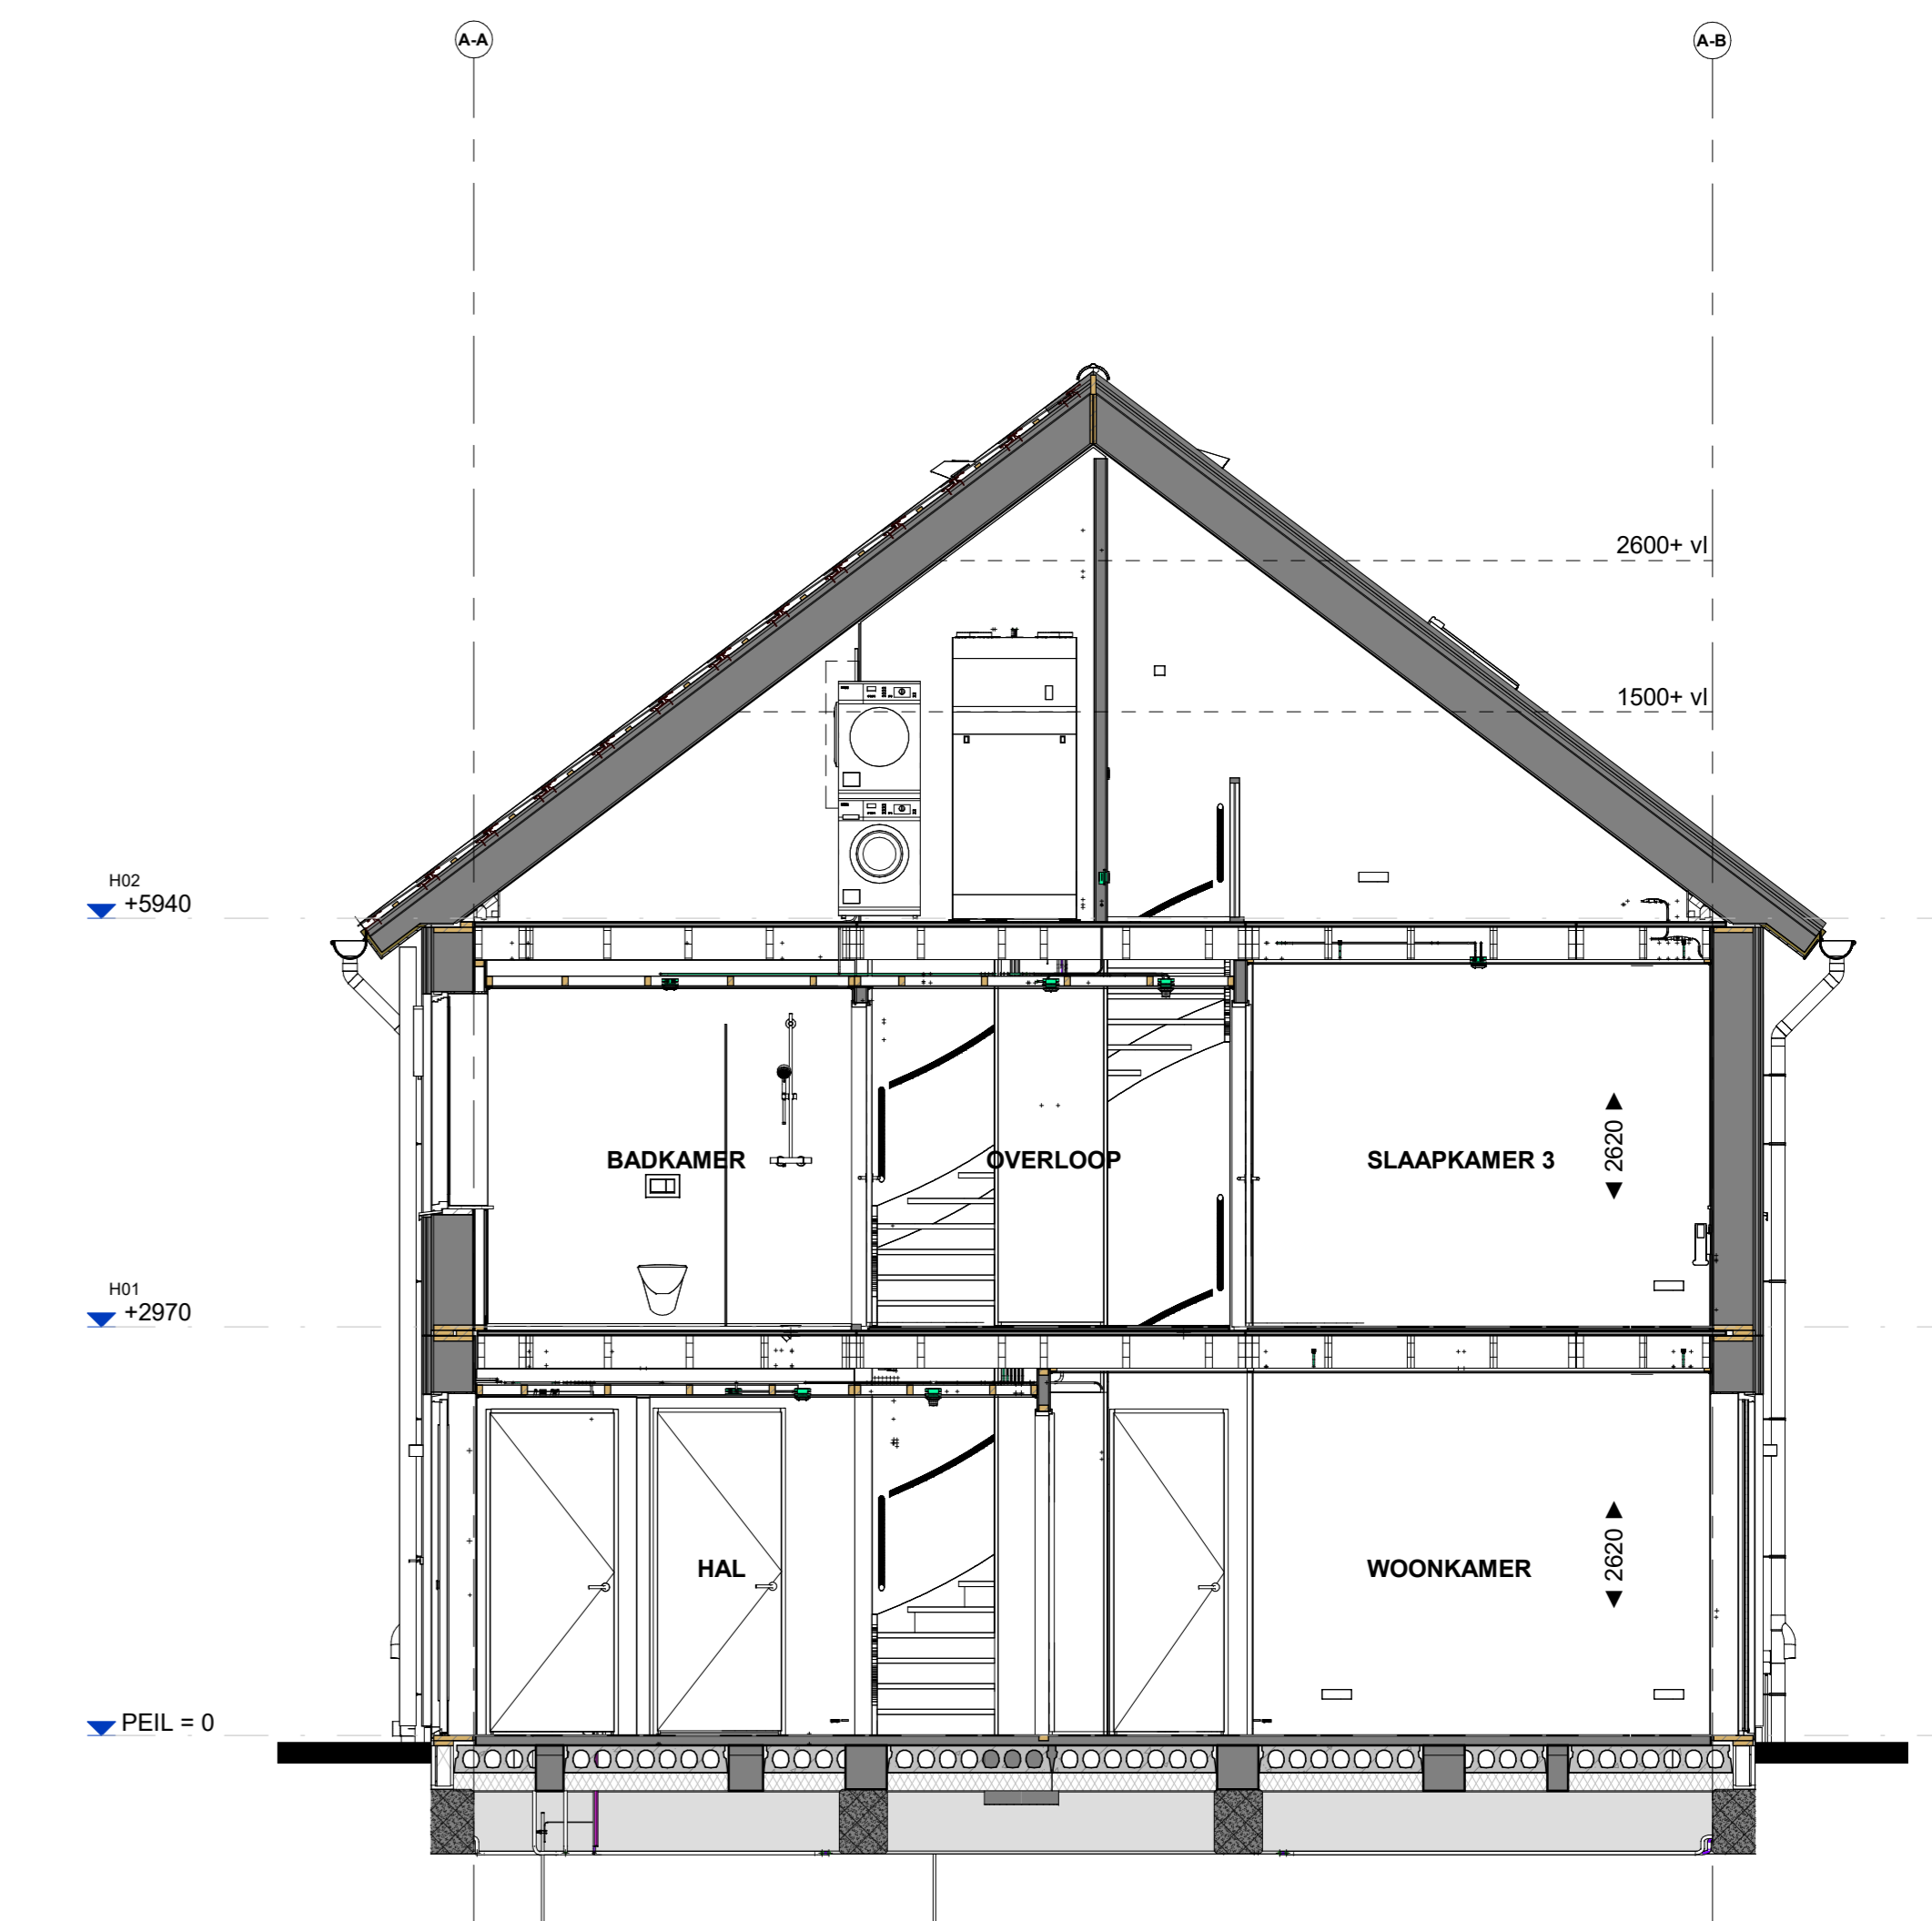 A-A
A-B
2600+ vl
1500+ vl
H02
+5940
2620
BADKAMER
OVERLOOP
SLAAPKAMER 3
H01
+2970
2620
HAL
WOONKAMER
PEIL = 0